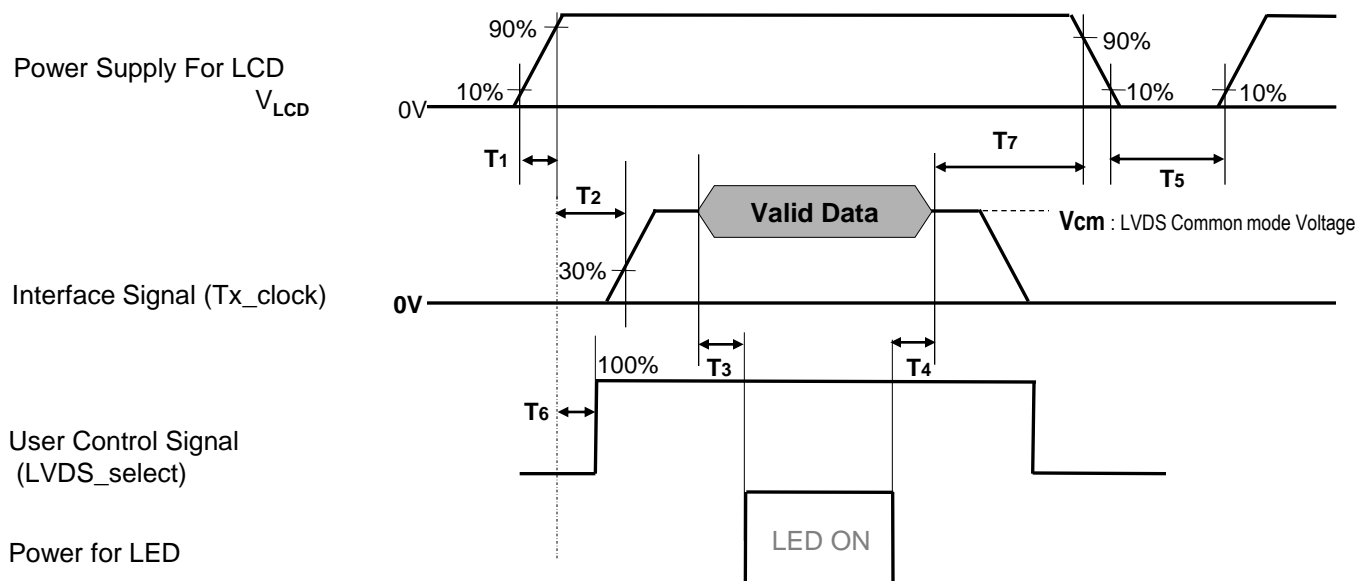 90%
90%
Power Supply For LCD
VLCD
10%
10%
10%
0V
T1
T7
T2
T5
Valid Data
Vcm : LVDS Common mode Voltage
30%
Interface Signal (Tx_clock)
0V
T3
T4
100%
T6
User Control Signal
(LVDS_select)
LED ON
Power for LED